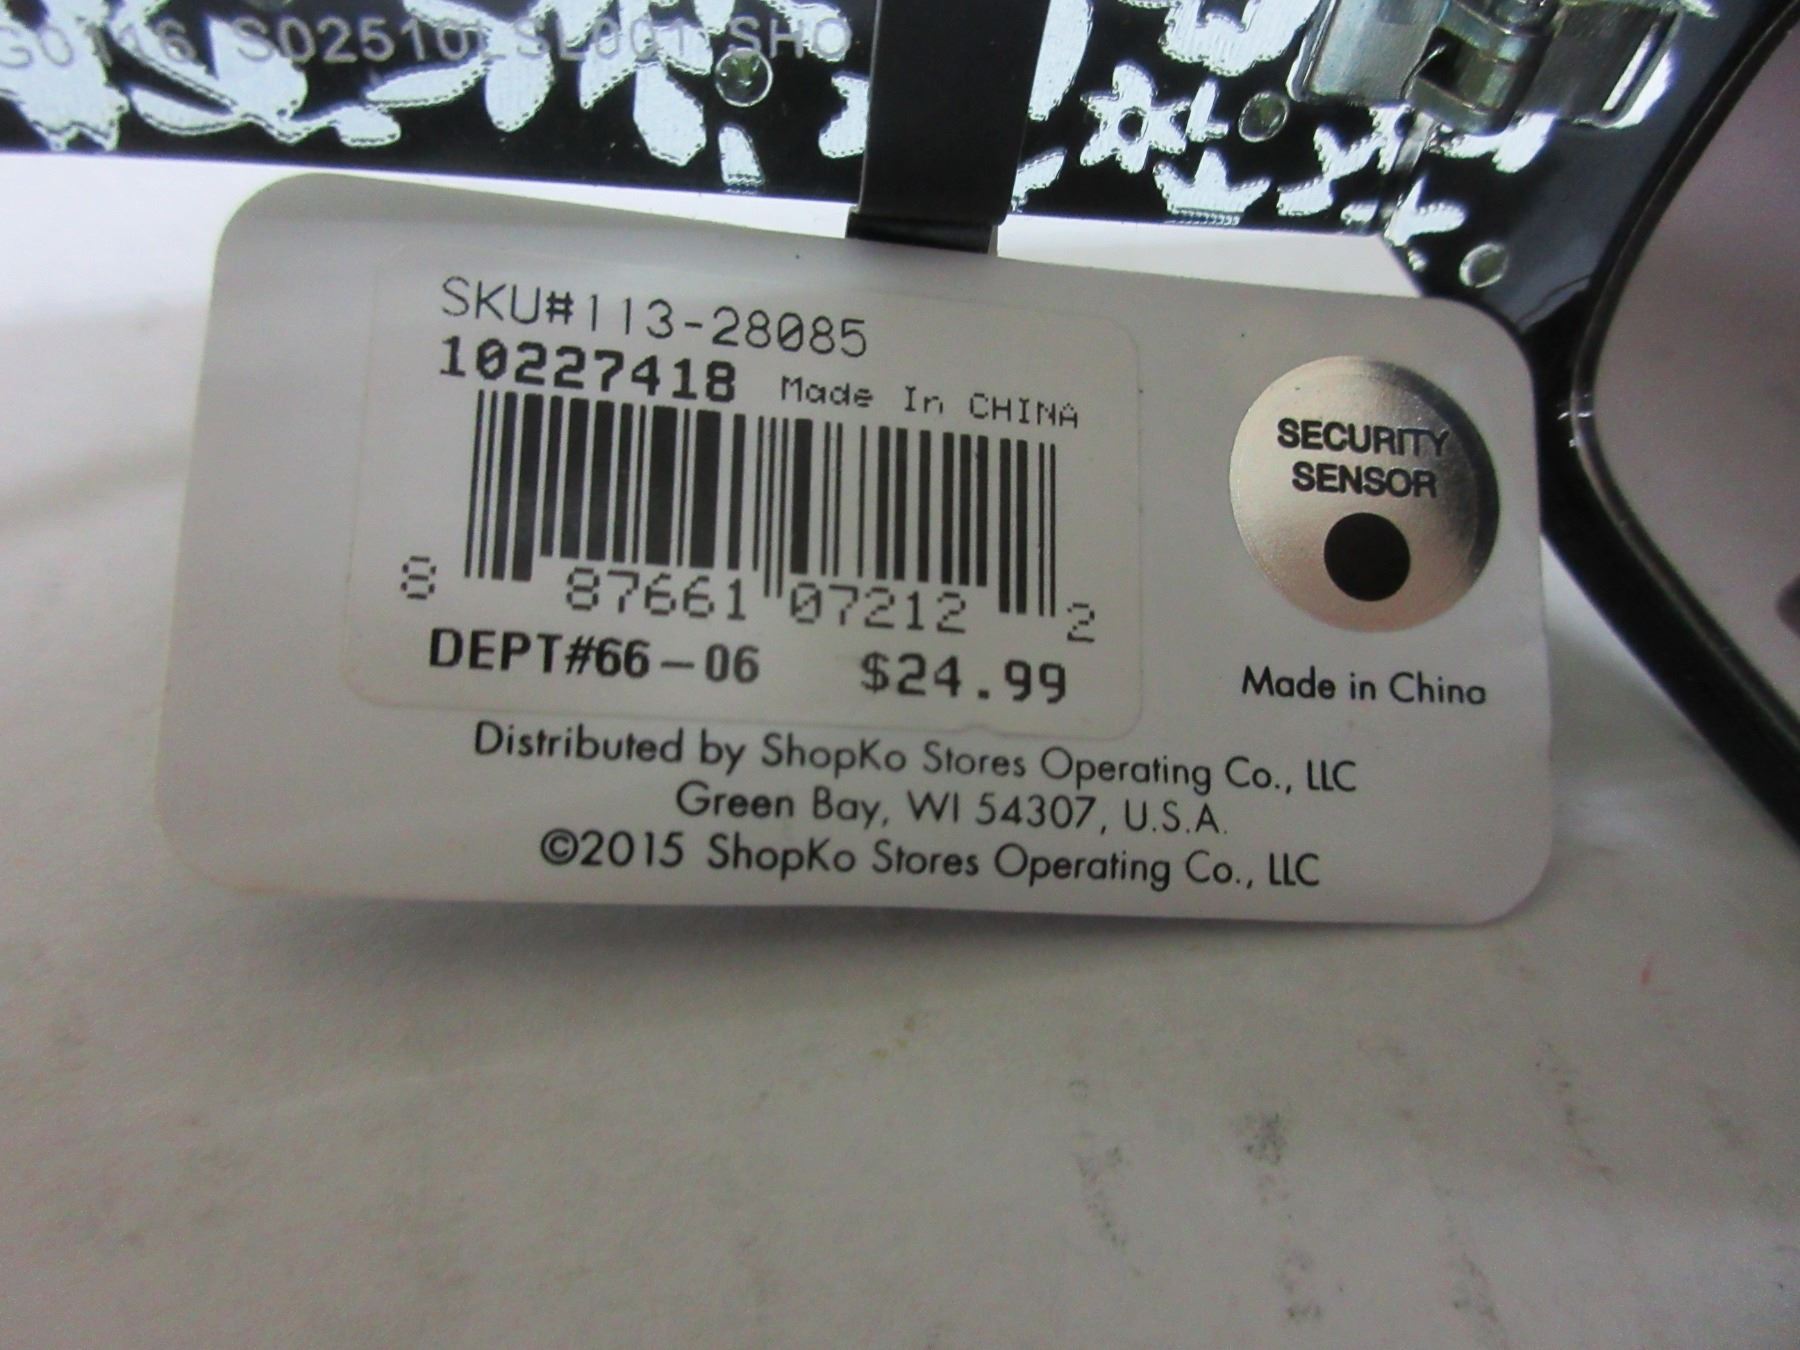 S02510LSL001 SHO
SKU#113-28085
10227418 Made In CHINA
8 87661 07212 2
DEPT#66-06 $24.99
SECURITY
SENSOR
Made in China
Distributed by ShopKo Stores Operating Co., LLC
Green Bay, WI 54307, U.S.A.
©2015 ShopKo Stores Operating Co., LLC